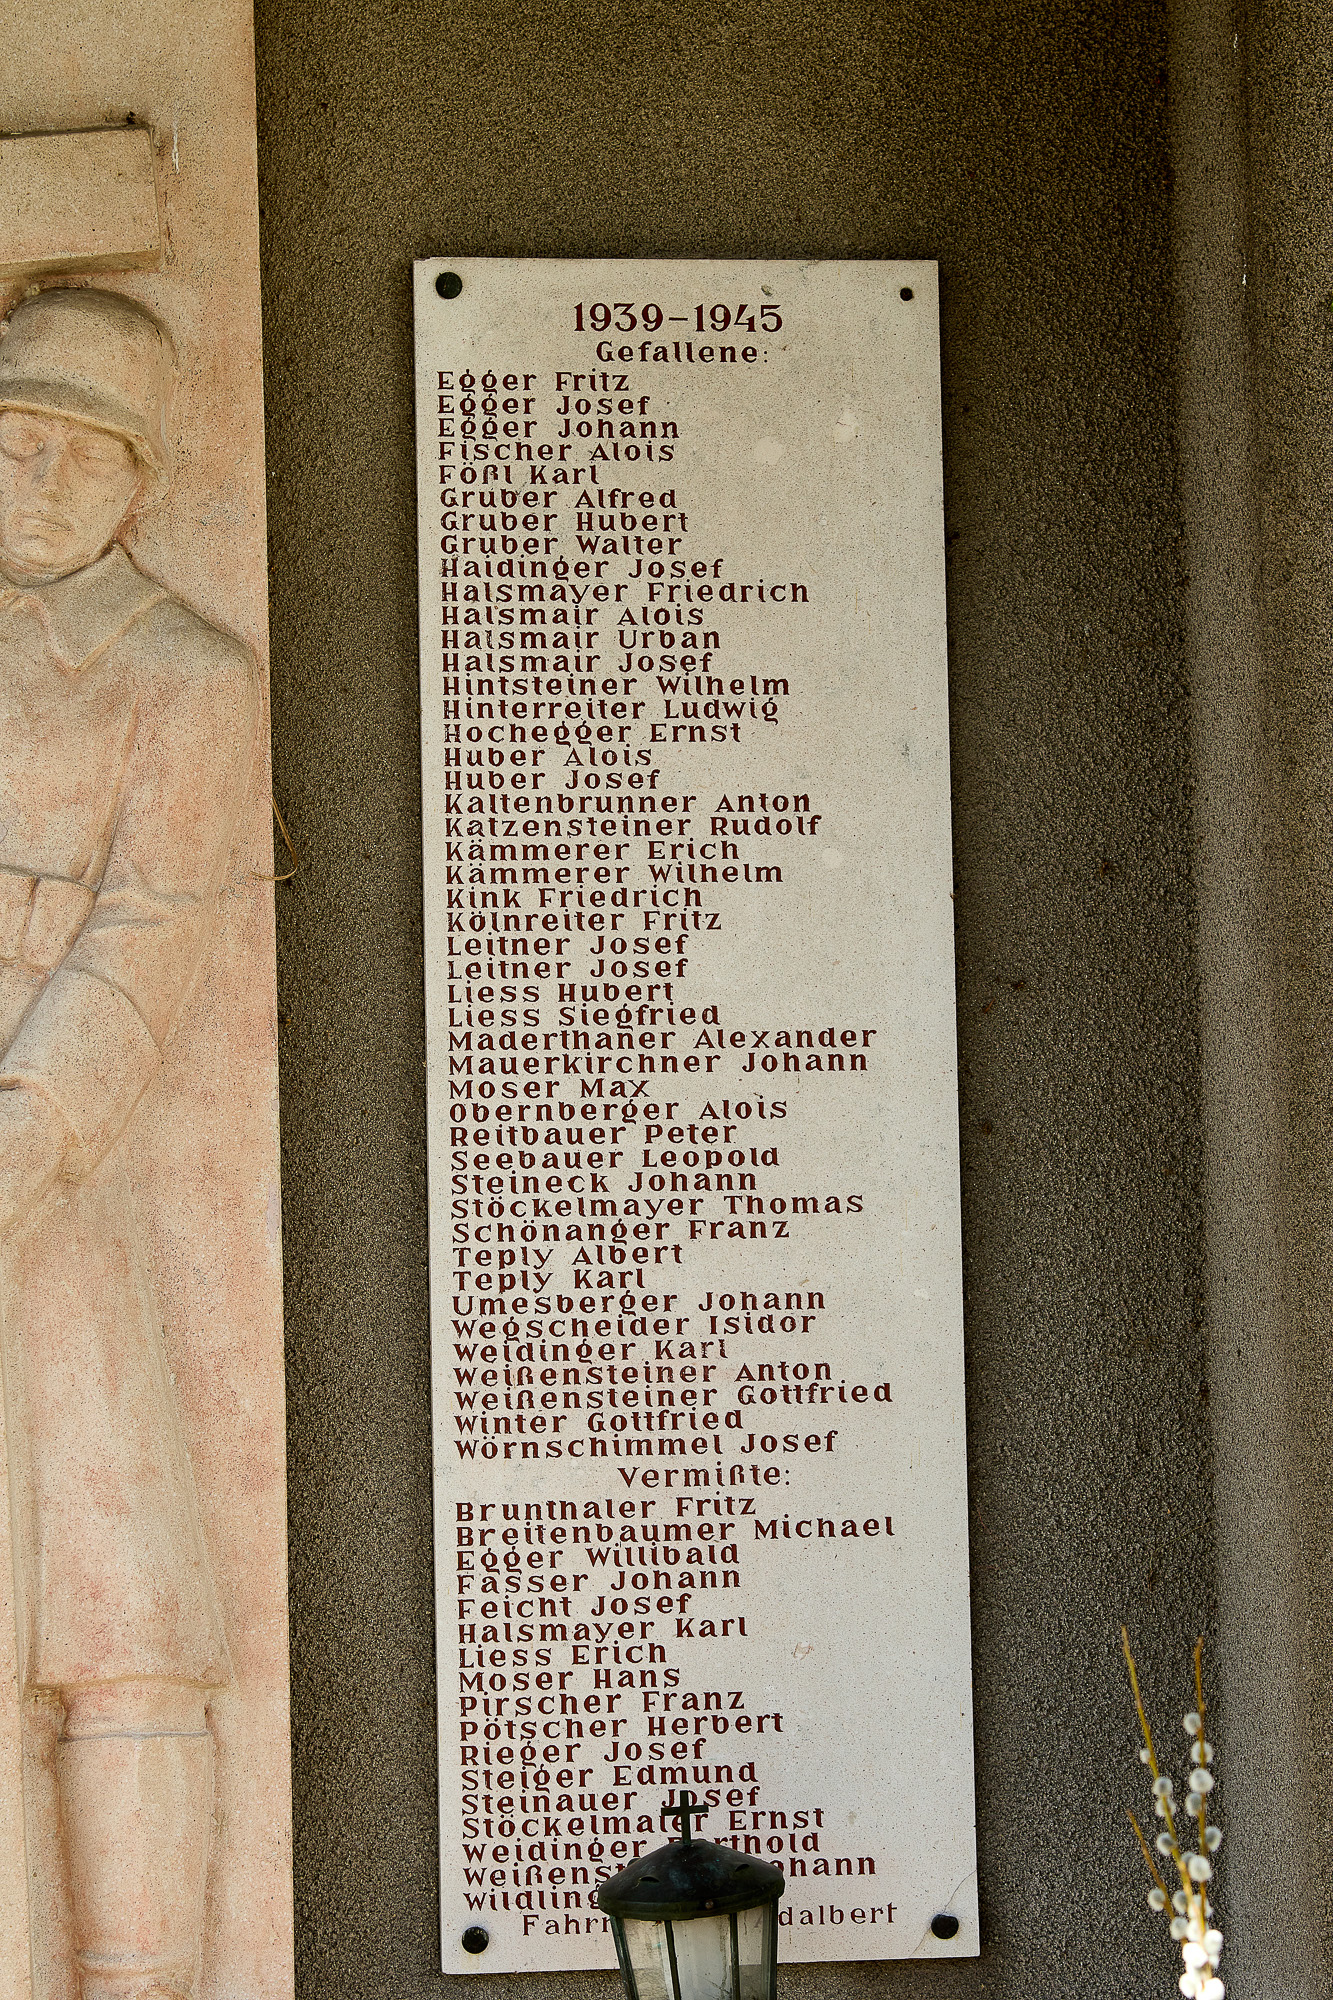 1939-1945
Gefallene:
Egger Fritz
Egger Josef
Egger Johann
Fischer Alois
Fößl Karl
Gruber Alfred
Gruber Hubert
Gruber Walter
Haidinger Josef
Halsmayer Friedrich
Halsmair Alois
Halsmair Urban
Halsmair Josef
Hintsteiner Wilhelm
Hinterreiter Ludwig
Hochegger Ernst
Huber Alois
Huber Josef
Kaltenbrunner Anton
Katzensteiner Rudolf
Kämmerer Erich
Kämmerer Wilhelm
Kink Friedrich
Kölnreiter Fritz
Leitner Josef
Leitner Josef
Liess Hubert
Liess Siegfried
Maderthaner Alexander
Mauerkirchner Johann
Moser Max
Obernberger Alois
Reitbauer Peter
Seebauer Leopold
Steineck Johann
Stöckelmayer Thomas
Schönanger Franz
Teply Albert
Teply Karl
Umesberger Johann
Wegscheider Isidor
Weidinger Karl
Weißensteiner Anton
Weißensteiner Gottfried
Winter Gottfried
Wörnschimmel Josef
Vermißte:
Brunthaler Fritz
Breitenbaumer Michael
Egger Willibald
Fasser Johann
Feicht Josef
Halsmayer Karl
Liess Erich
Moser Hans
Pirscher Franz
Pötscher Herbert
Rieger Josef
Steiger Edmund
Steinauer Josef
Stöckelmaier Ernst
Weidinger